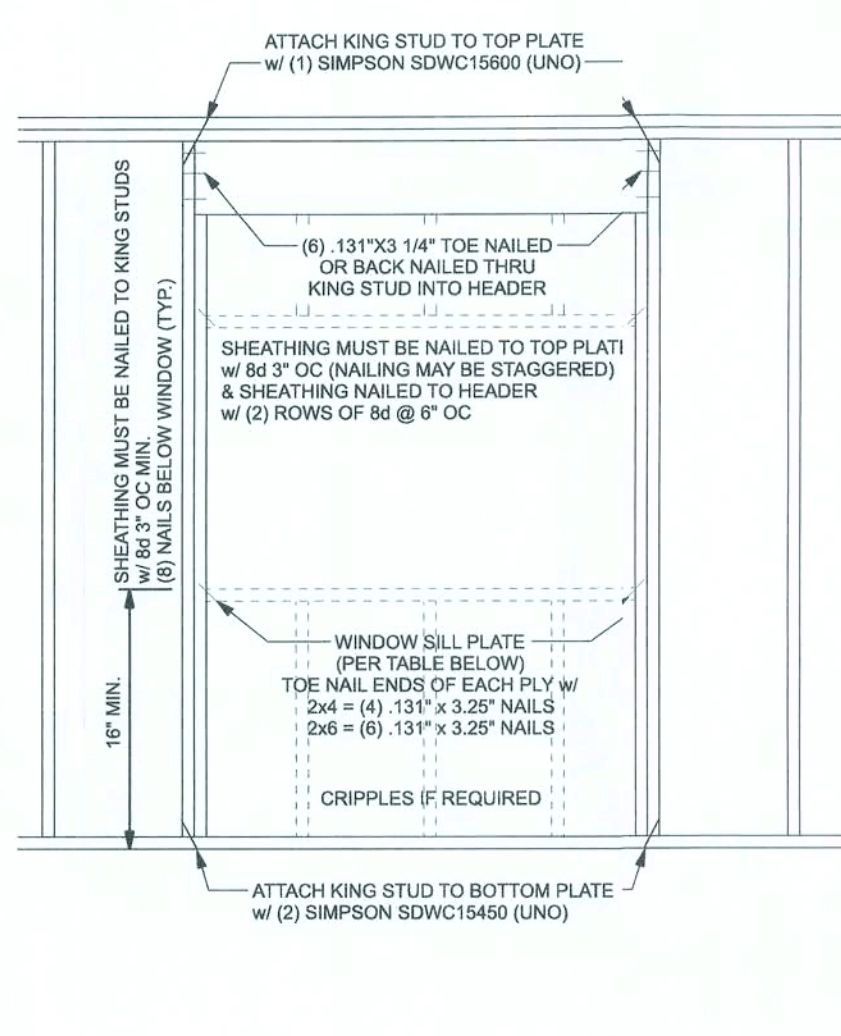 ATTACH KING STUD TO TOP PLATE
w/ (1) SIMPSON SDWC15600 (UNO)
(6) .131"X3 1/4" TOE NAILED
OR BACK NAILED THRU
KING STUD INTO HEADER
SHEATHING MUST BE NAILED TO TOP PLAT
w/ 8d 3" OC (NAILING MAY BE STAGGERED)
& SHEATHING NAILED TO HEADER
w/ (2) ROWS OF 8d @ 6" OC
SHEATHING MUST BE NAILED TO KING STUDS
w/ 8d 3" OC MIN.
(8) NAILS BELOW WINDOW (TYP.)
16" MIN.
WINDOW SILL PLATE
(PER TABLE BELOW)
TOE NAIL ENDS OF EACH PLY w/
2x4 = (4) .131" x 3.25" NAILS
2x6 = (6) .131" x 3.25" NAILS
CRIPPLES IF REQUIRED
ATTACH KING STUD TO BOTTOM PLATE
w/ (2) SIMPSON SDWC15450 (UNO)